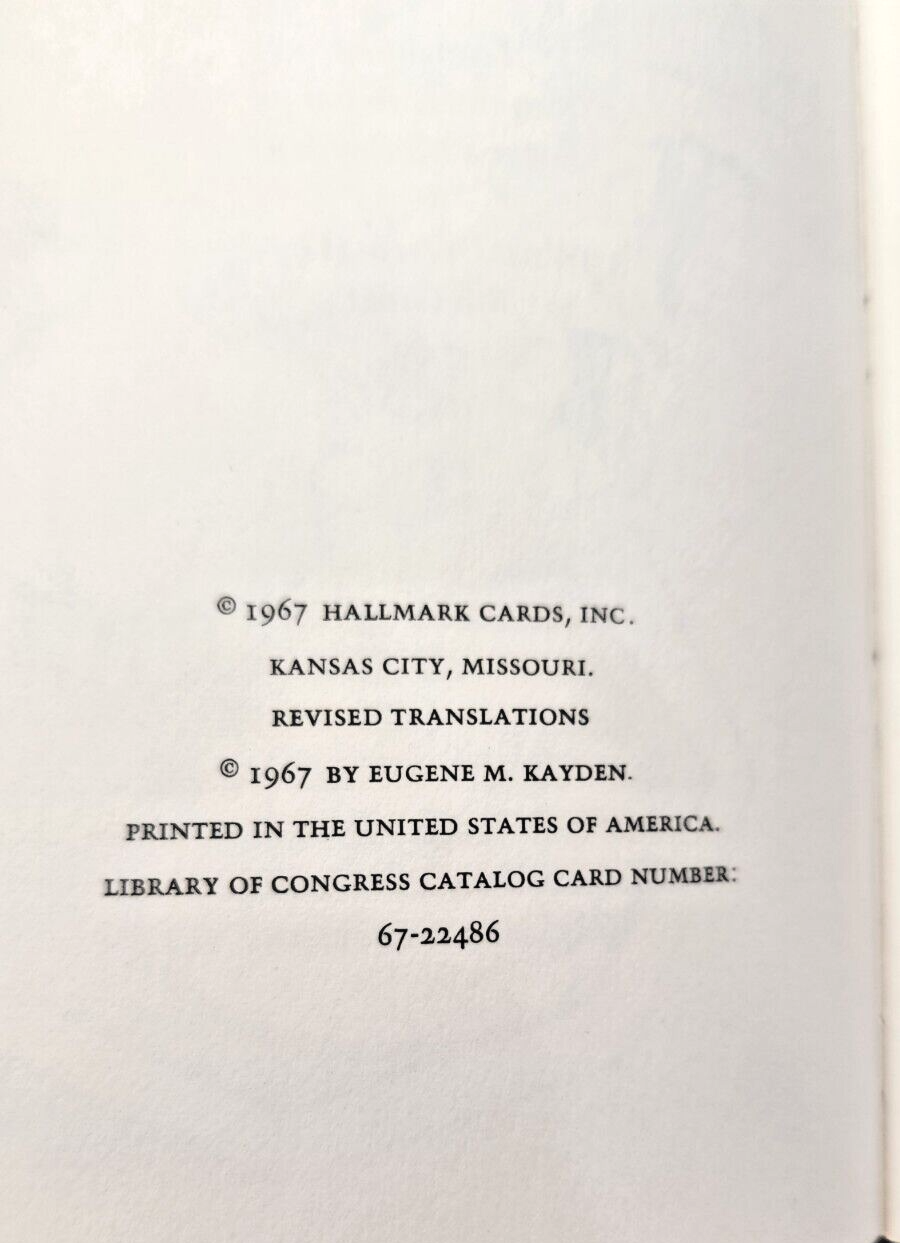 © 1967 HALLMARK CARDS, INC.
KANSAS CITY, MISSOURI.
REVISED TRANSLATIONS
© 1967 BY EUGENE M. KAYDEN.
PRINTED IN THE UNITED STATES OF AMERICA.
LIBRARY OF CONGRESS CATALOG CARD NUMBER:
67-22486